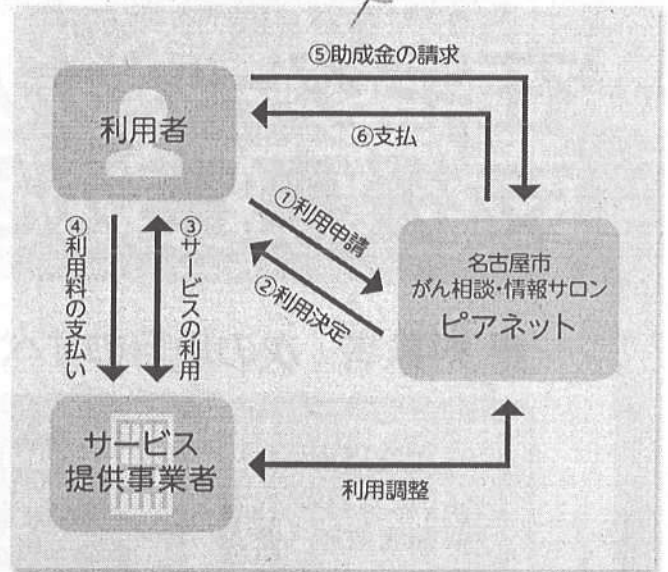 ⑤助成金の請求
利用者
⑥支払
①利用申請
②利用決定
④利用料の支払い
③サービスの利用
名古屋市
がん相談・情報サロン
ピアネット
サービス
提供事業者
利用調整